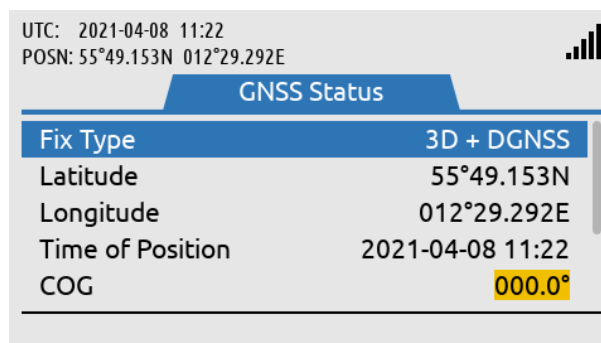 UTC: 2021-04-08 11:22
POSN: 55°49.153N 012°29.292E
GNSS Status
Fix Type 3D + DGNSS
Latitude 55°49.153N
Longitude 012°29.292E
Time of Position 2021-04-08 11:22
COG 000.0°